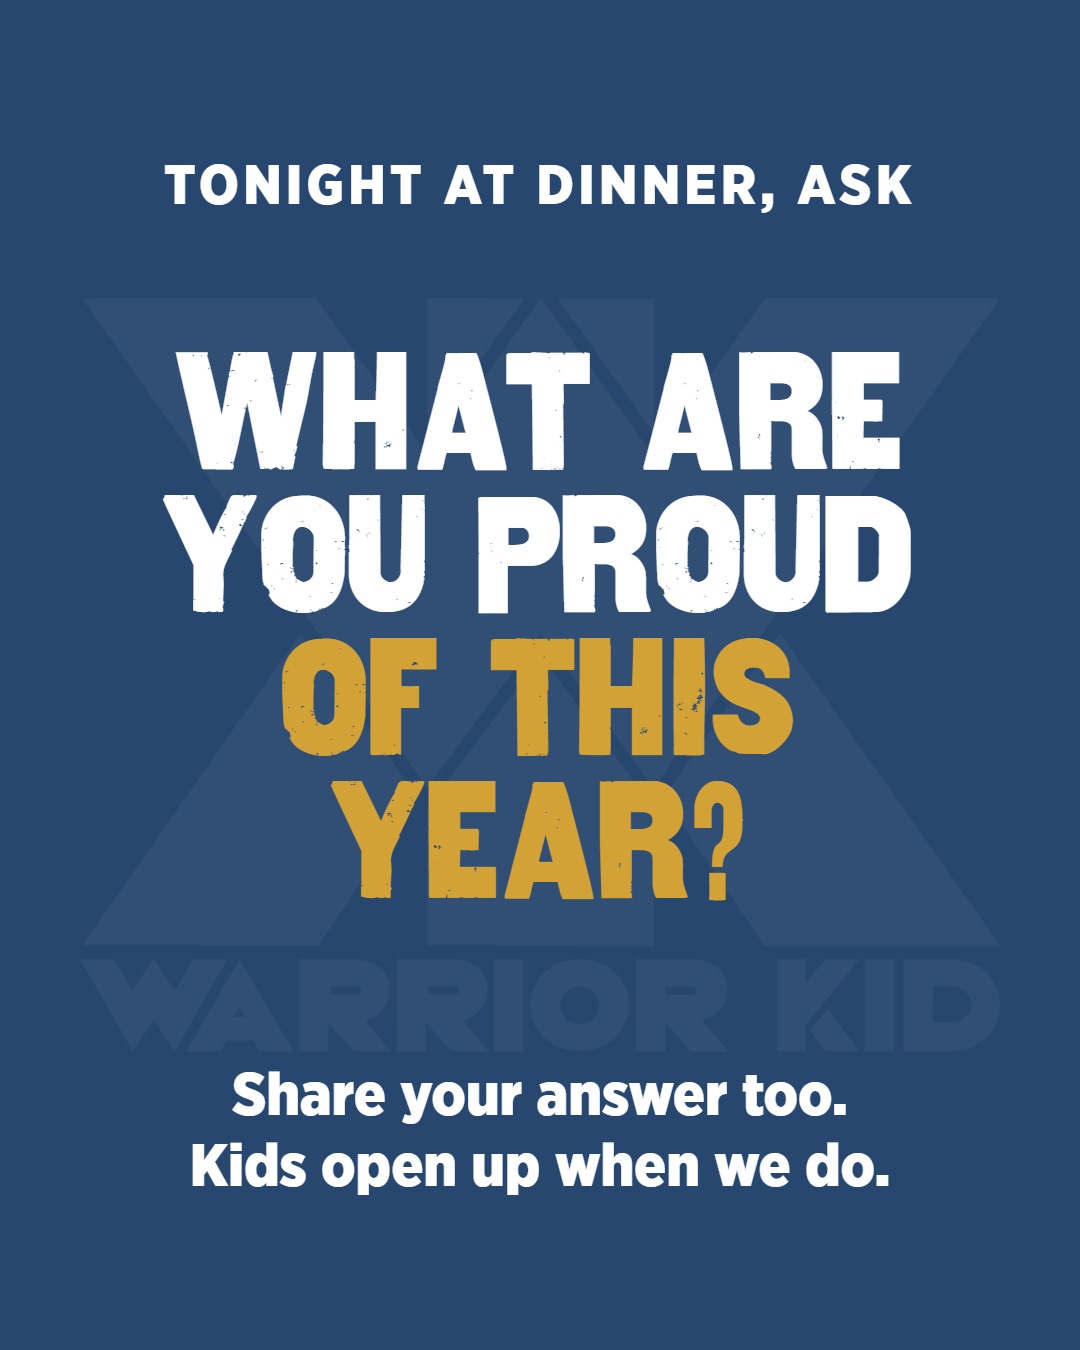 TONIGHT AT DINNER, ASK
WHAT ARE
YOU PROUD
OF THIS
YEAR?
WARRIOR KID
Share your answer too.
Kids open up when we do.